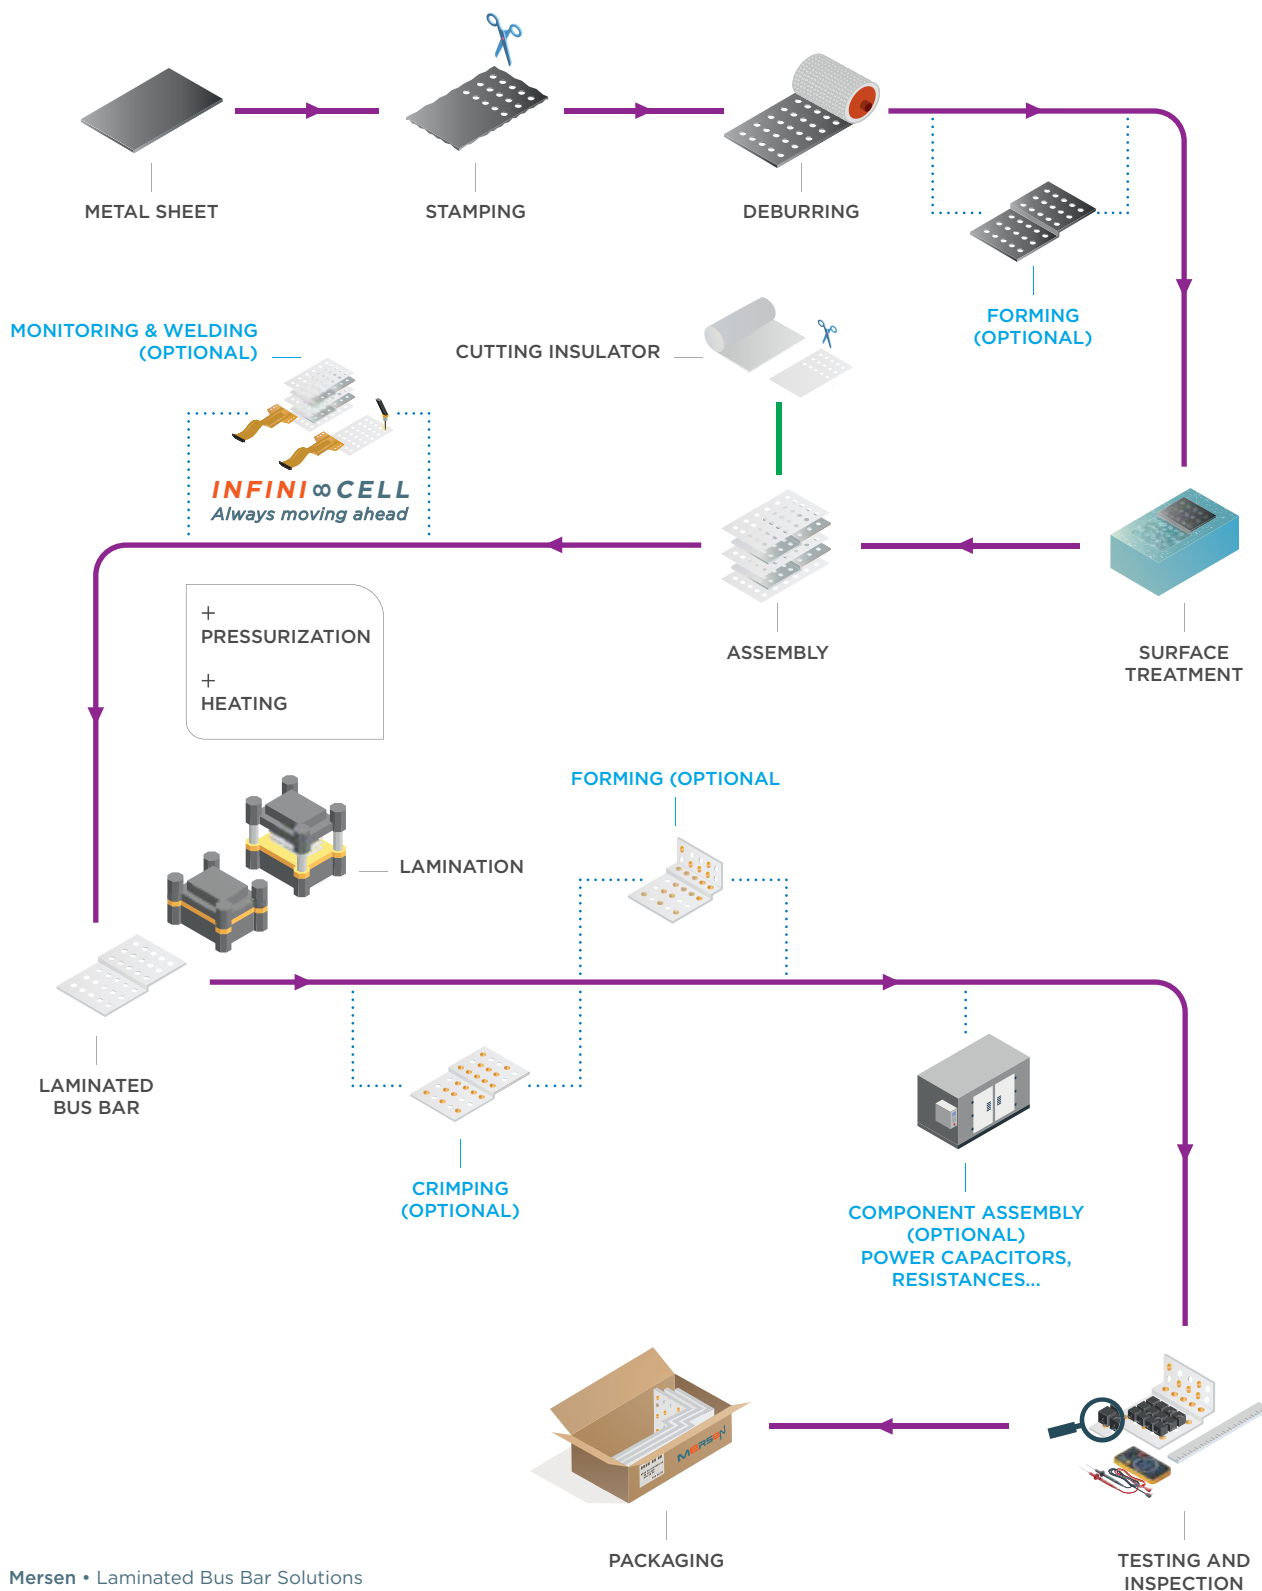 METAL SHEET
STAMPING
DEBURRING
FORMING
(OPTIONAL)
MONITORING & WELDING
(OPTIONAL)
CUTTING INSULATOR
INFINI∞CELL
Always moving ahead
ASSEMBLY
SURFACE
TREATMENT
+
PRESSURIZATION
+
HEATING
FORMING (OPTIONAL
LAMINATION
LAMINATED
BUS BAR
CRIMPING
(OPTIONAL)
COMPONENT ASSEMBLY
(OPTIONAL)
POWER CAPACITORS,
RESISTANCES...
MERSEN
PACKAGING
TESTING AND
INSPECTION
Mersen • Laminated Bus Bar Solutions